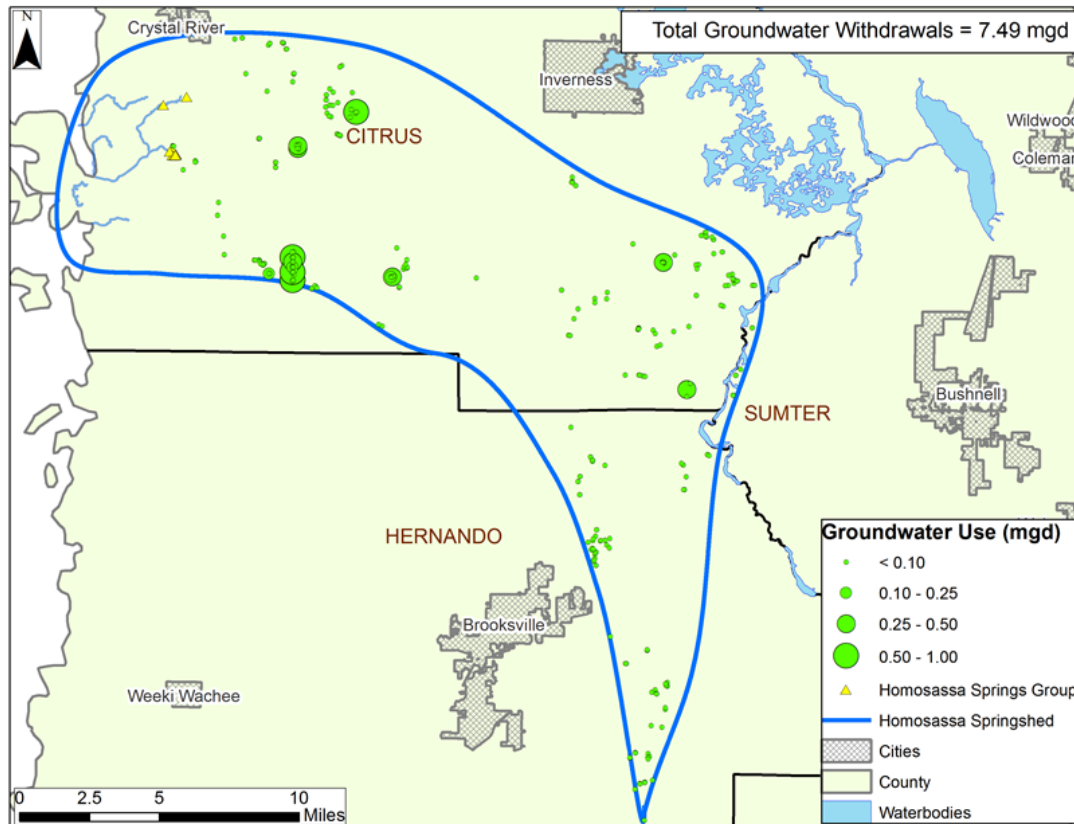 N
Crystal River
Total Groundwater Withdrawals = 7.49 mgd
Inverness
Wildwood
Coleman
CITRUS
SUMTER
Bushnell
HERNANDO
Brooksville
Weeki Wachee
Groundwater Use (mgd)
< 0.10
0.10 - 0.25
0.25 - 0.50
0.50 - 1.00
Homosassa Springs Group
Homosassa Springshed
Cities
County
Waterbodies
0 2.5 5 10
Miles